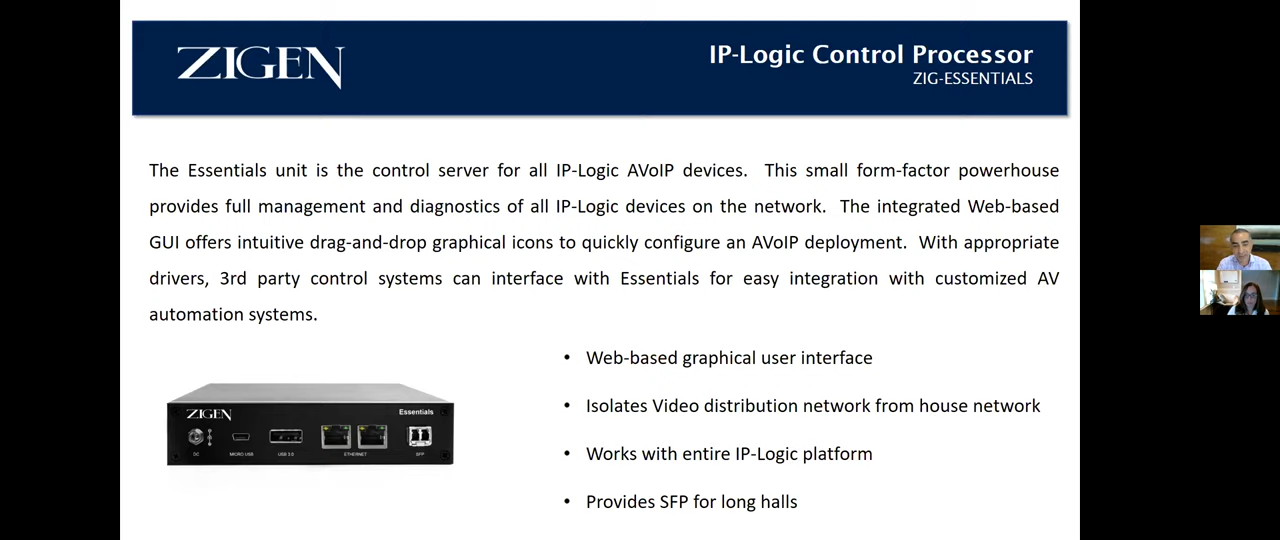 ZIGEN
IP-Logic Control Processor
ZIG-ESSENTIALS
The Essentials unit is the control server for all IP-Logic AVoIP devices. This small form-factor powerhouse
provides full management and diagnostics of all IP-Logic devices on the network. The integrated Web-based
GUI offers intuitive drag-and-drop graphical icons to quickly configure an AVoIP deployment. With appropriate
drivers, 3rd party control systems can interface with Essentials for easy integration with customized AV
automation systems.
• Web-based graphical user interface
• Isolates Video distribution network from house network
• Works with entire IP-Logic platform
• Provides SFP for long halls
ZIGEN
Essentials
DC
MICRO USB
USB 3.0
ETHERNET
SFP